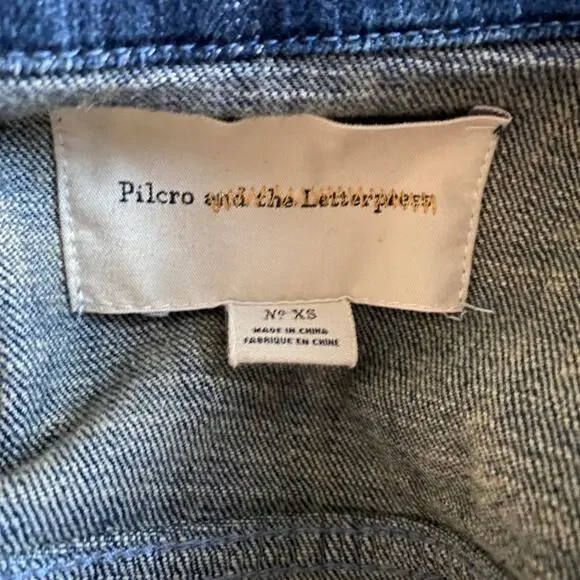 Pilcro and the Letterpress
Nº XS
MADE IN CHINA
FABRIQUE EN CHINE